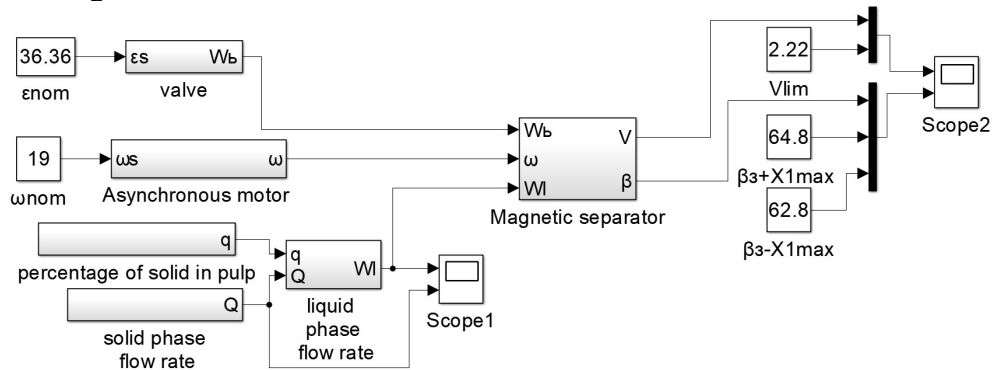 36.36
εnom
εs
Wь
valve
19
ωnom
ωs
ω
Asynchronous motor
q
percentage of solid in pulp
Q
solid phase
flow rate
q
Q
Wl
liquid
phase
flow rate
Scope1
Wь
ω
Wl
V
β
Magnetic separator
2.22
Vlim
64.8
βз+X1max
62.8
βз-X1max
Scope2